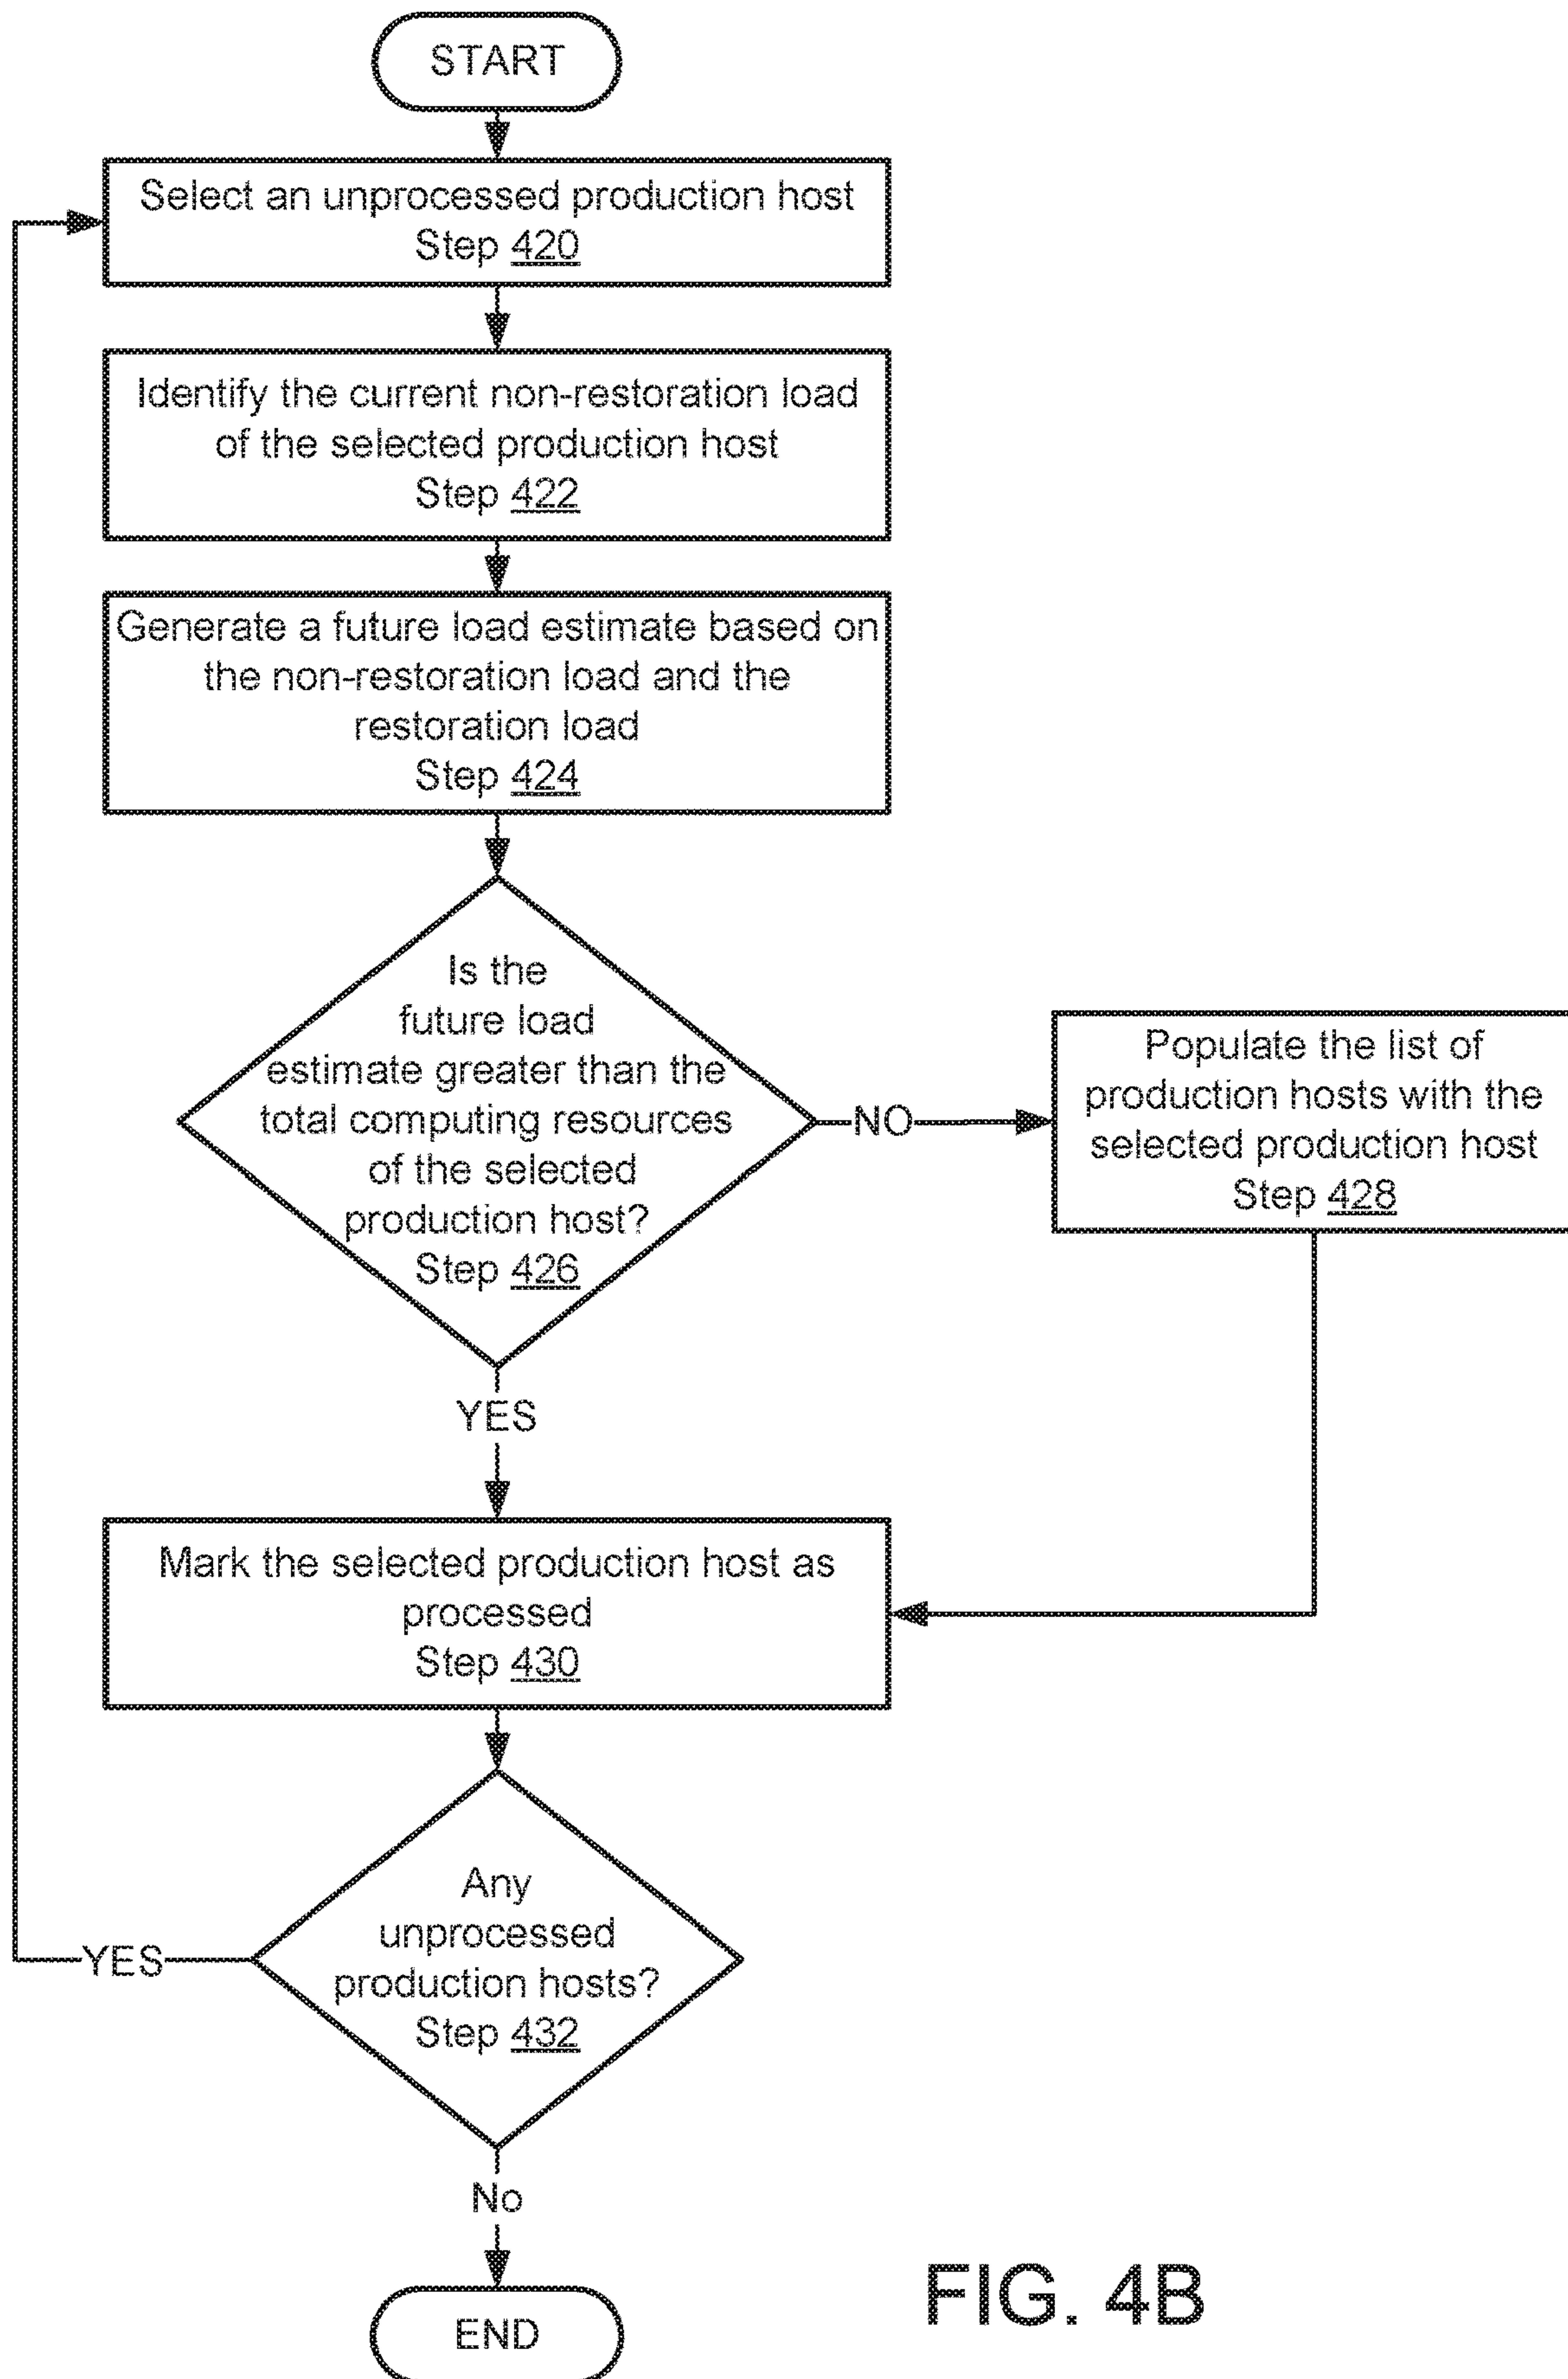 START
Select an unprocessed production host
Step 420
Identify the current non-restoration load
of the selected production host
Step 422
Generate a future load estimate based on
the non-restoration load and the
restoration load
Step 424
Is the
future load
estimate greater than the
total computing resources
of the selected
production host?
Step 426
NO
Populate the list of
production hosts with the
selected production host
Step 428
YES
Mark the selected production host as
processed
Step 430
Any
unprocessed
production hosts?
Step 432
YES
No
END
FIG. 4B